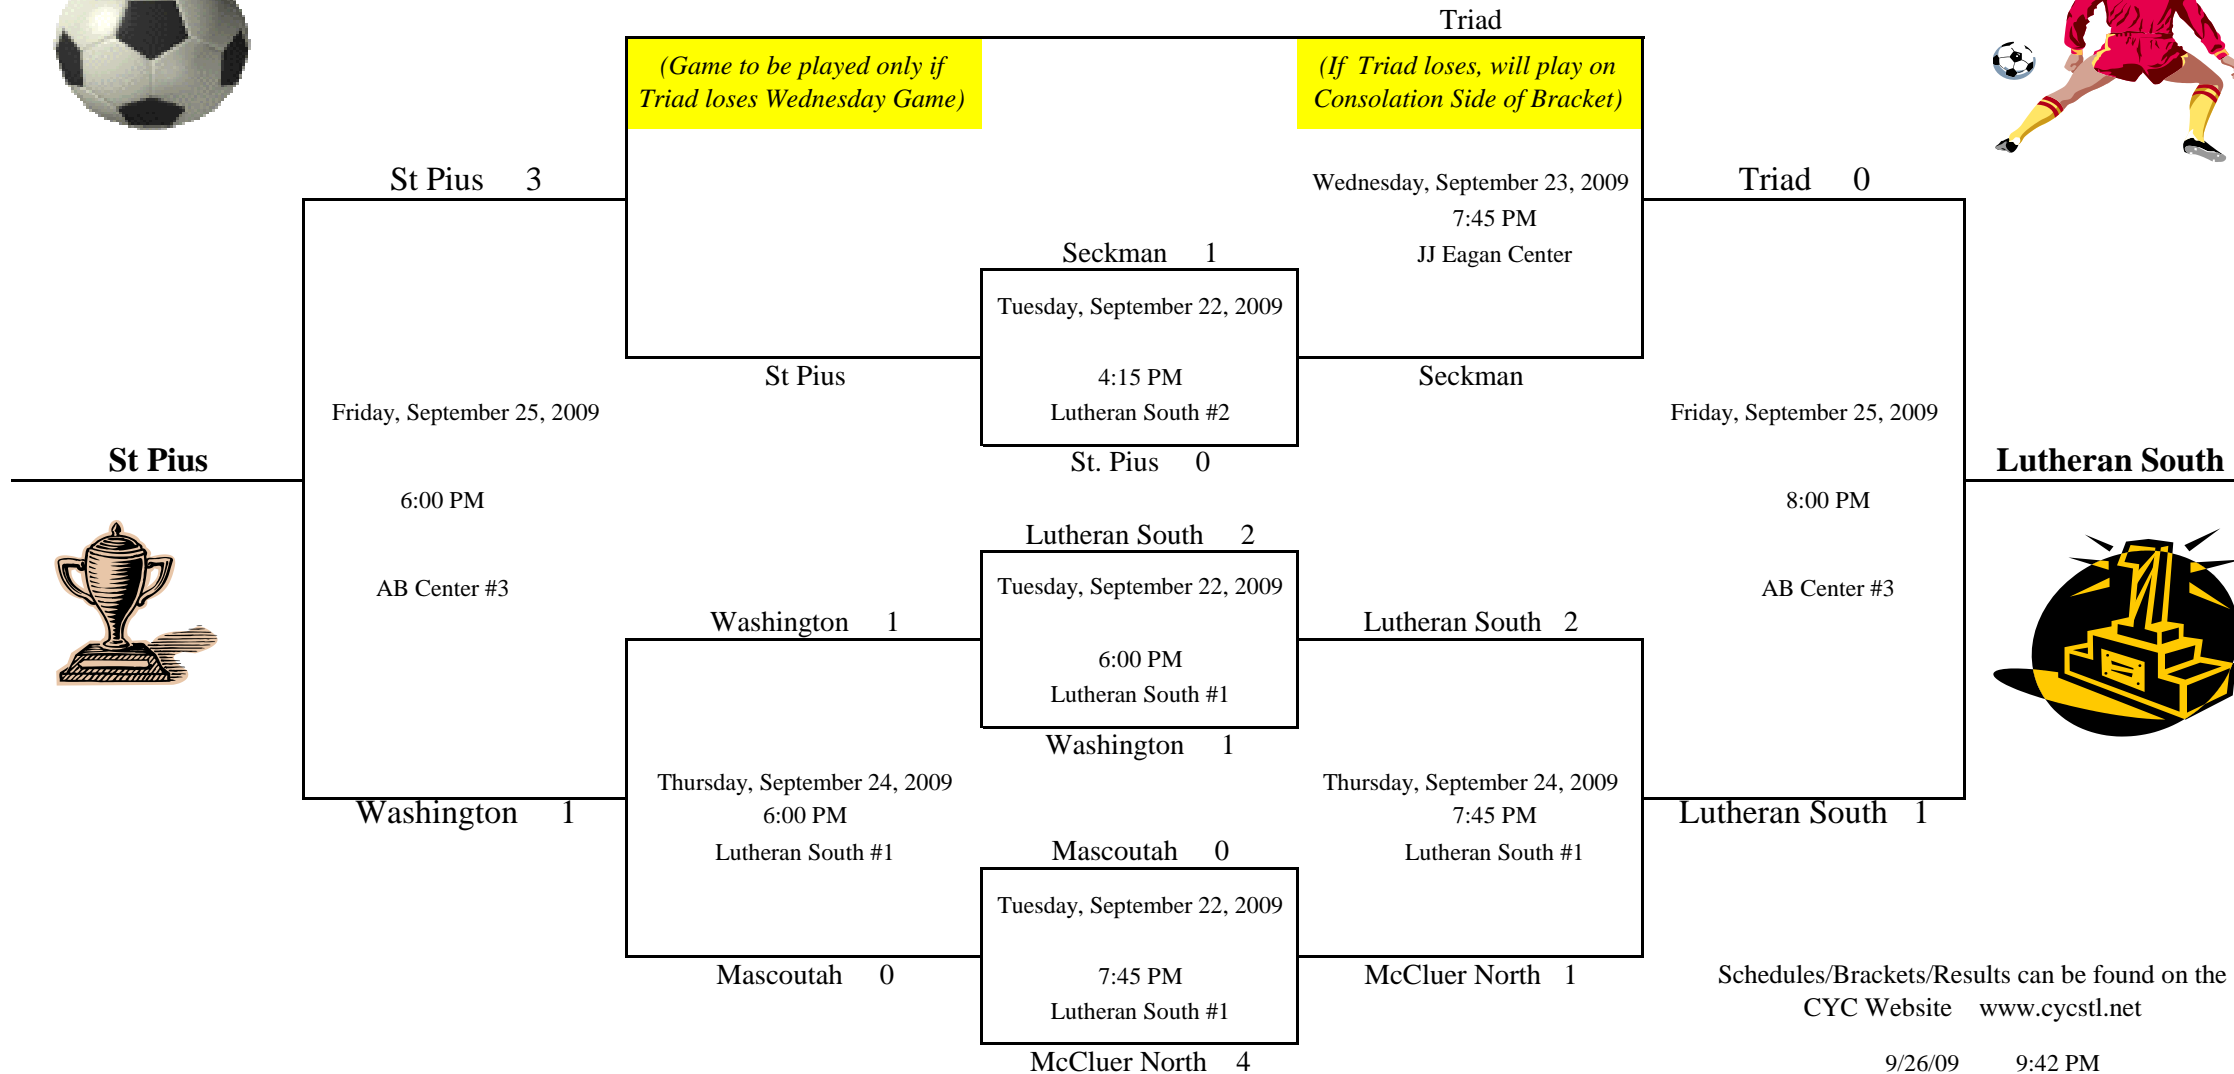 Triad
(Game to be played only if
Triad loses Wednesday Game)
(If Triad loses, will play on
Consolation Side of Bracket)
St Pius 3
Wednesday, September 23, 2009
7:45 PM
JJ Eagan Center
Triad 0
Seckman 1
Tuesday, September 22, 2009
4:15 PM
Lutheran South #2
St. Pius 0
St Pius
Seckman
Friday, September 25, 2009
6:00 PM
AB Center #3
St Pius
Friday, September 25, 2009
8:00 PM
AB Center #3
Lutheran South
Lutheran South 2
Tuesday, September 22, 2009
6:00 PM
Lutheran South #1
Washington 1
Washington 1
Lutheran South 2
Thursday, September 24, 2009
6:00 PM
Lutheran South #1
Thursday, September 24, 2009
7:45 PM
Lutheran South #1
Washington 1
Lutheran South 1
Mascoutah 0
Tuesday, September 22, 2009
7:45 PM
Lutheran South #1
McCluer North 4
Mascoutah 0
McCluer North 1
Schedules/Brackets/Results can be found on the
CYC Website www.cycstl.net
9/26/09 9:42 PM